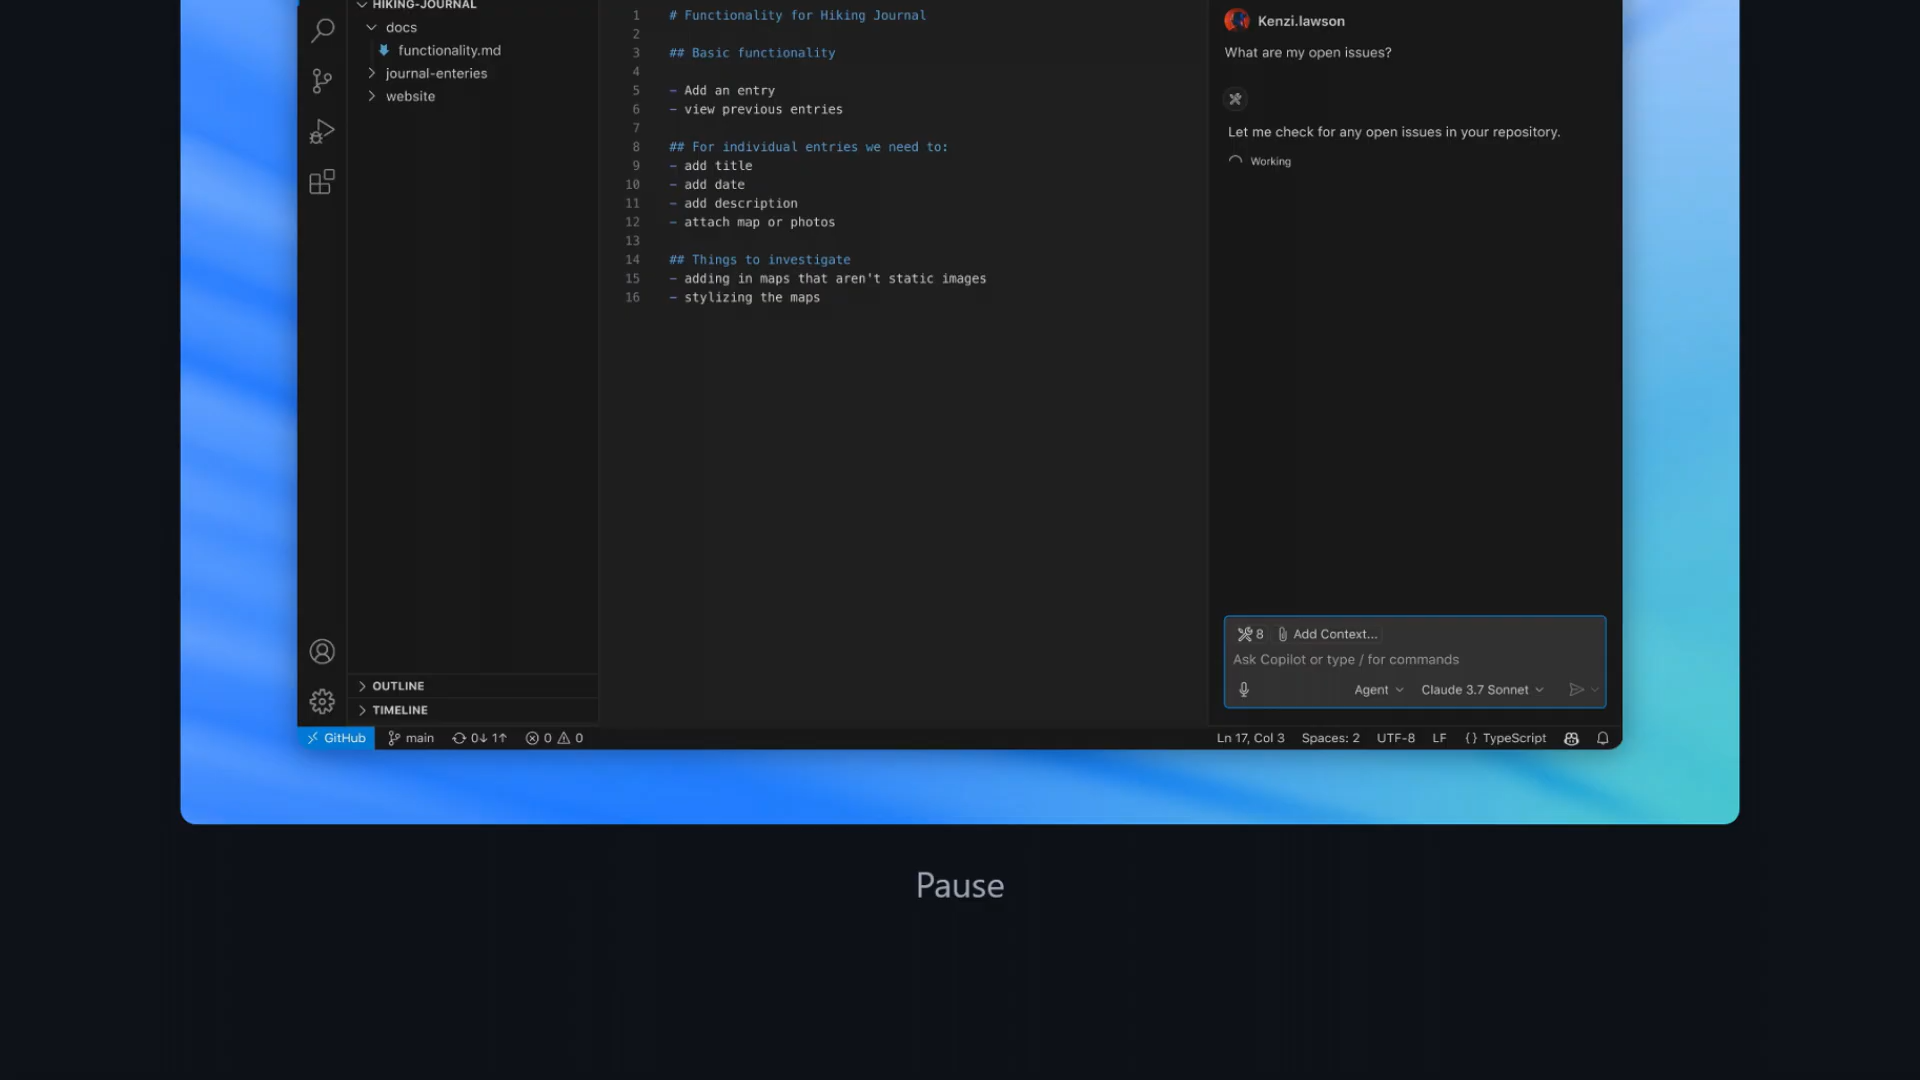 HIKING-JOURNAL
docs
functionality.md
journal-enteries
website
OUTLINE
TIMELINE
1 # Functionality for Hiking Journal
2
3 ## Basic functionality
4
5 - Add an entry
6 - view previous entries
7
8 ## For individual entries we need to:
9 - add title
10 - add date
11 - add description
12 - attach map or photos
13
14 ## Things to investigate
15 - adding in maps that aren't static images
16 - stylizing the maps
Kenzi.lawson
What are my open issues?
Let me check for any open issues in your repository.
Working
8 Add Context...
Ask Copilot or type / for commands
Agent Claude 3.7 Sonnet
GitHub main 0↓ 1↑ 0 0 Ln 17, Col 3 Spaces: 2 UTF-8 LF {} TypeScript
Pause